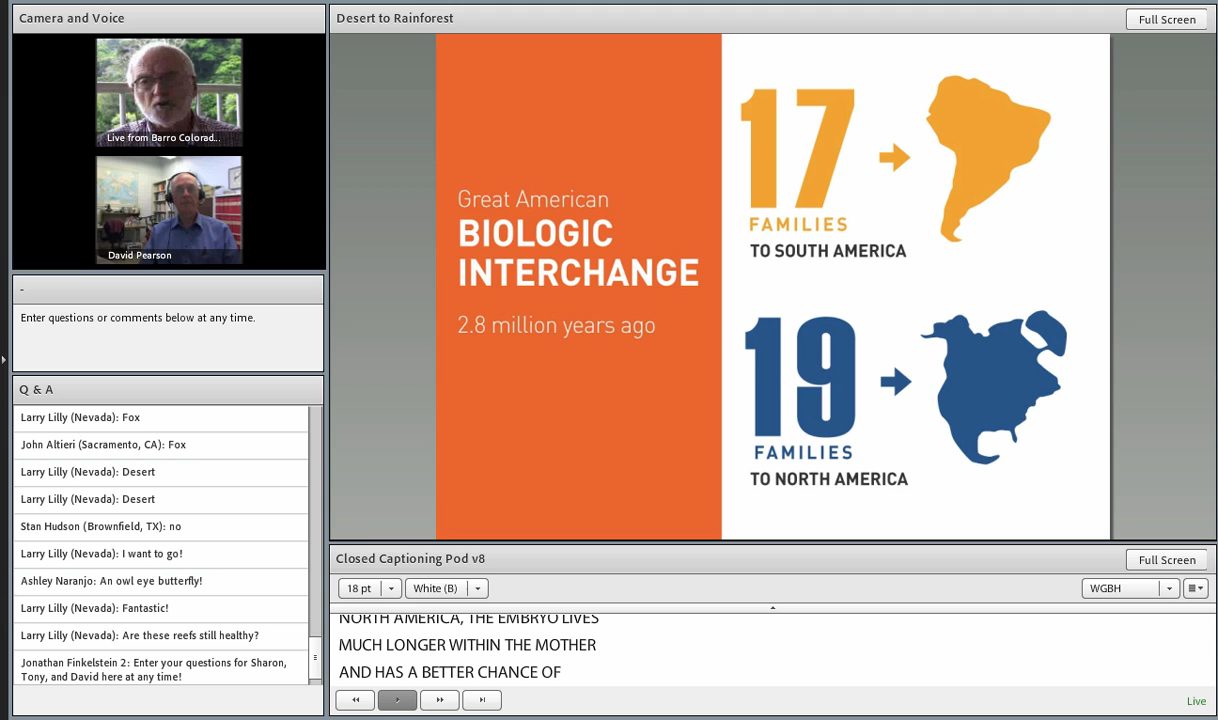 Camera and Voice
Live from Barro Colorad...
David Pearson
-
Enter questions or comments below at any time.
Q & A
Larry Lilly (Nevada): Fox
John Altieri (Sacramento, CA): Fox
Larry Lilly (Nevada): Desert
Larry Lilly (Nevada): Desert
Stan Hudson (Brownfield, TX): no
Larry Lilly (Nevada): I want to go!
Ashley Naranjo: An owl eye butterfly!
Larry Lilly (Nevada): Fantastic!
Larry Lilly (Nevada): Are these reefs still healthy?
Jonathan Finkelstein 2: Enter your questions for Sharon,
Tony, and David here at any time!
Desert to Rainforest
Full Screen
Great American
BIOLOGIC
INTERCHANGE
2.8 million years ago
17
FAMILIES
TO SOUTH AMERICA
19
FAMILIES
TO NORTH AMERICA
Closed Captioning Pod v8
Full Screen
18 pt
White (B)
WGBH
NORTH AMERICA, THE EMBRYO LIVES
MUCH LONGER WITHIN THE MOTHER
AND HAS A BETTER CHANCE OF
Live